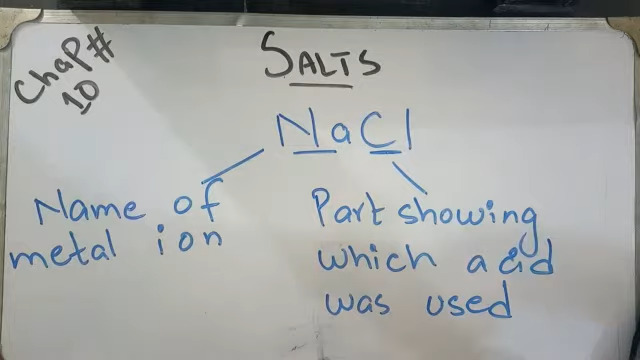 Chap#
10
SALTS
NaCl
Name of
metal ion
Part showing
which acid
was used